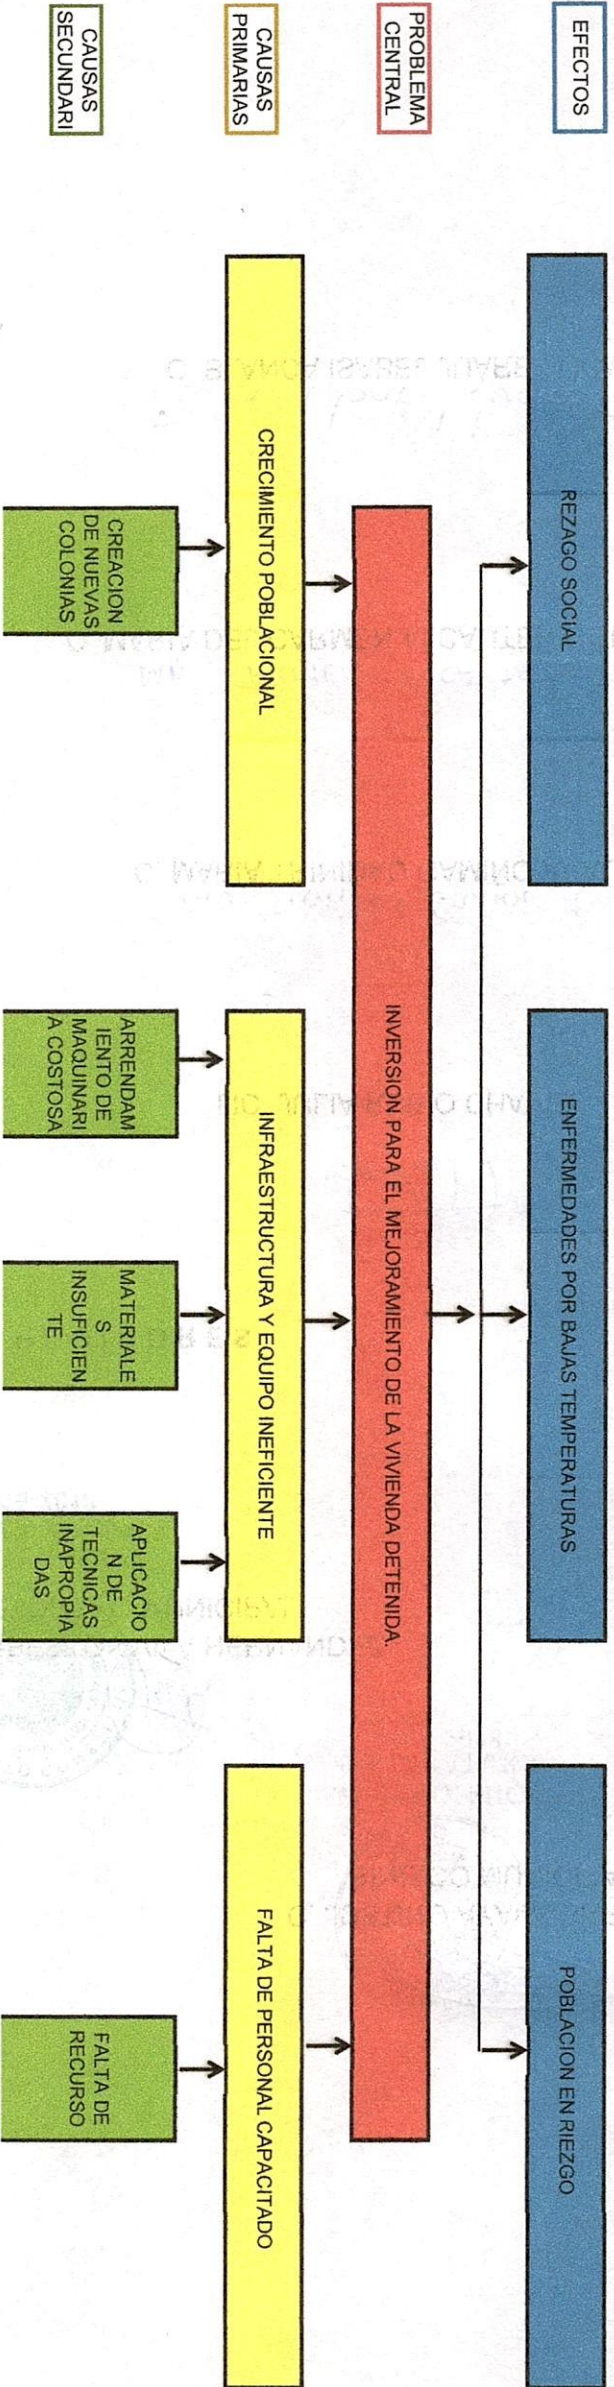 EFECTOS
REZAGO SOCIAL
ENFERMEDADES POR BAJAS TEMPERATURAS
POBLACION EN RIEZGO
PROBLEMA
CENTRAL
INVERSION PARA EL MEJORAMIENTO DE LA VIVIENDA DETENIDA.
CAUSAS
PRIMARIAS
CRECIMIENTO POBLACIONAL
INFRAESTRUCTURA Y EQUIPO INEFICIENTE
FALTA DE PERSONAL CAPACITADO
CAUSAS
SECUNDARI
CREACION
DE NUEVAS
COLONIAS
ARRENDAM
IENTO DE
MAQUINARI
A COSTOSA
MATERIALE
S
INSUFICIEN
TE
APLICACIO
N DE
TECNICAS
INAPROPIA
DAS
FALTA DE
RECURSO